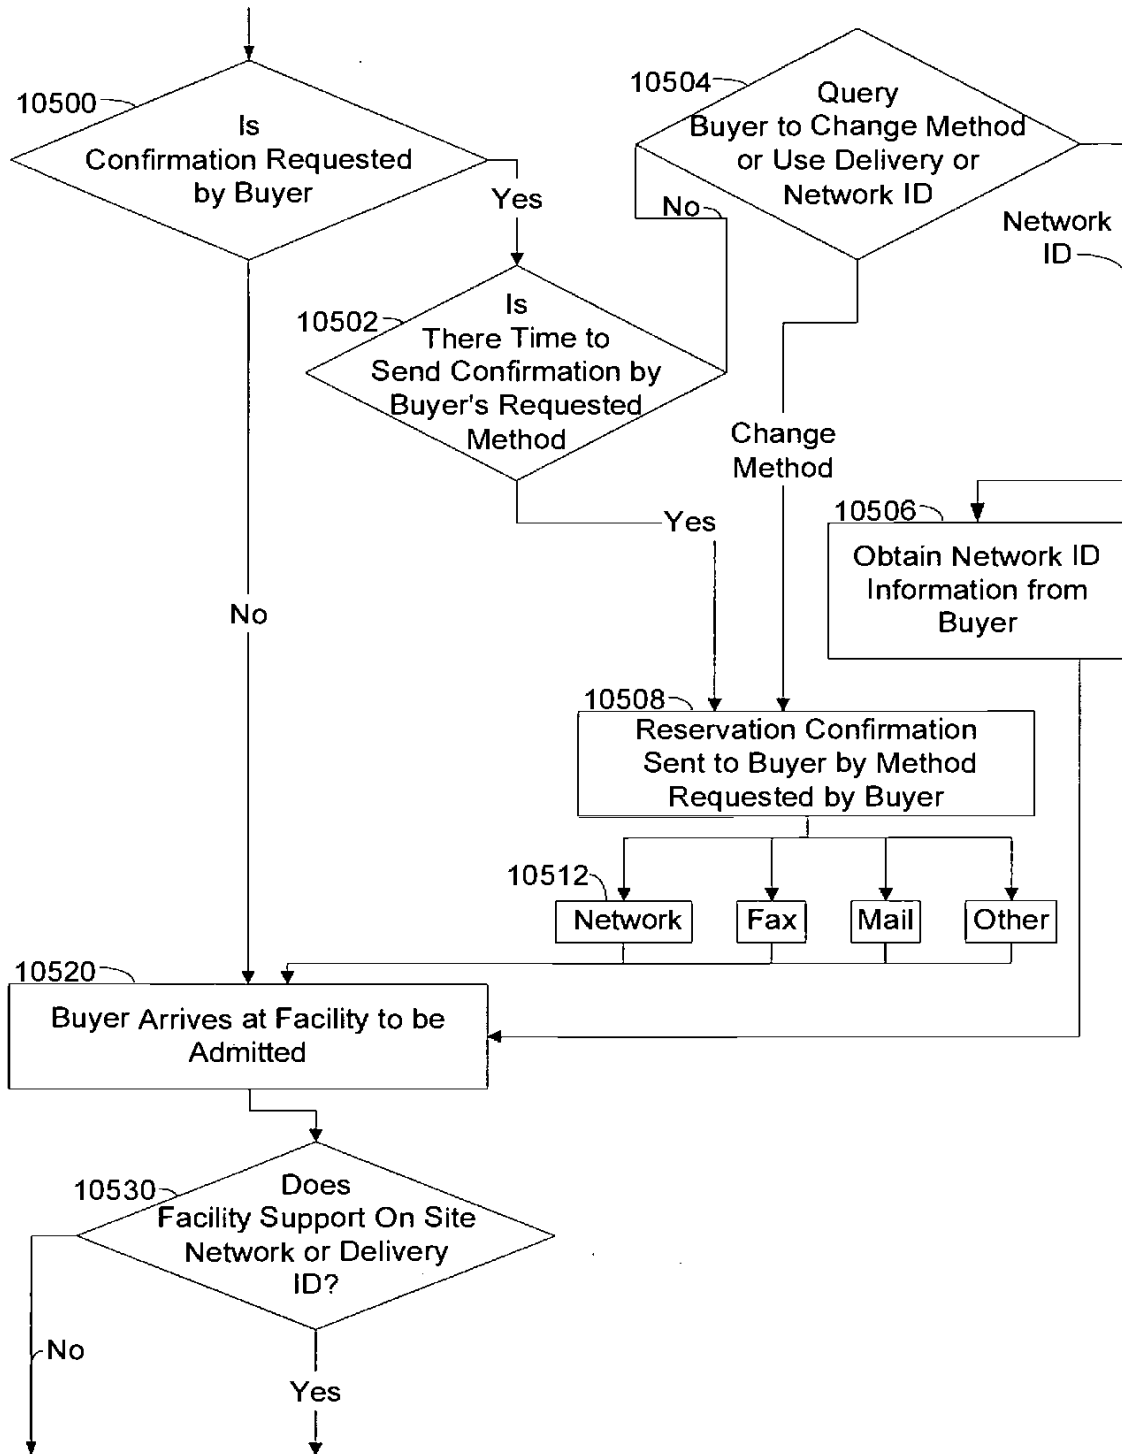 10500
Is
Confirmation Requested
by Buyer
Yes
10504
Query
Buyer to Change Method
or Use Delivery or
Network ID
No
Network
ID
10502
Is
There Time to
Send Confirmation by
Buyer's Requested
Method
Change
Method
Yes
10506
Obtain Network ID
Information from
Buyer
No
10508
Reservation Confirmation
Sent to Buyer by Method
Requested by Buyer
10512
Network
Fax
Mail
Other
10520
Buyer Arrives at Facility to be
Admitted
10530
Does
Facility Support On Site
Network or Delivery
ID?
No
Yes